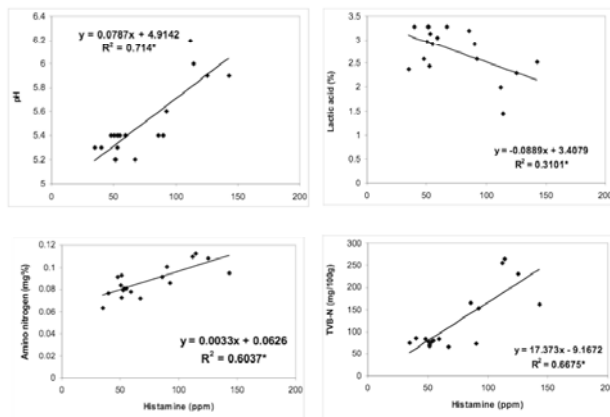 6.4
6.2
6
5.8
5.6
5.4
5.2
5
pH
y = 0.0787x + 4.9142
R² = 0.714*
0 50 100 150 200
3.5
3
2.5
2
1.5
1
0.5
0
Lactic acid (%)
y = -0.0889x + 3.4079
R² = 0.3101*
0 50 100 150 200
0.12
0.1
0.08
0.06
0.04
0.02
0
Amino nitrogen (mg%)
y = 0.0033x + 0.0626
R² = 0.6037*
0 50 100 150 200
Histamine (ppm)
300
250
200
150
100
50
0
TVB-N (mg/100g)
y = 17.373x - 9.1672
R² = 0.6675*
0 50 100 150 200
Histamine (ppm)